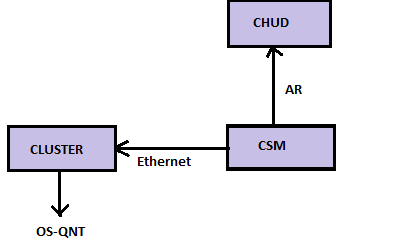 CHUD
AR
CLUSTER
Ethernet
CSM
OS-QNT